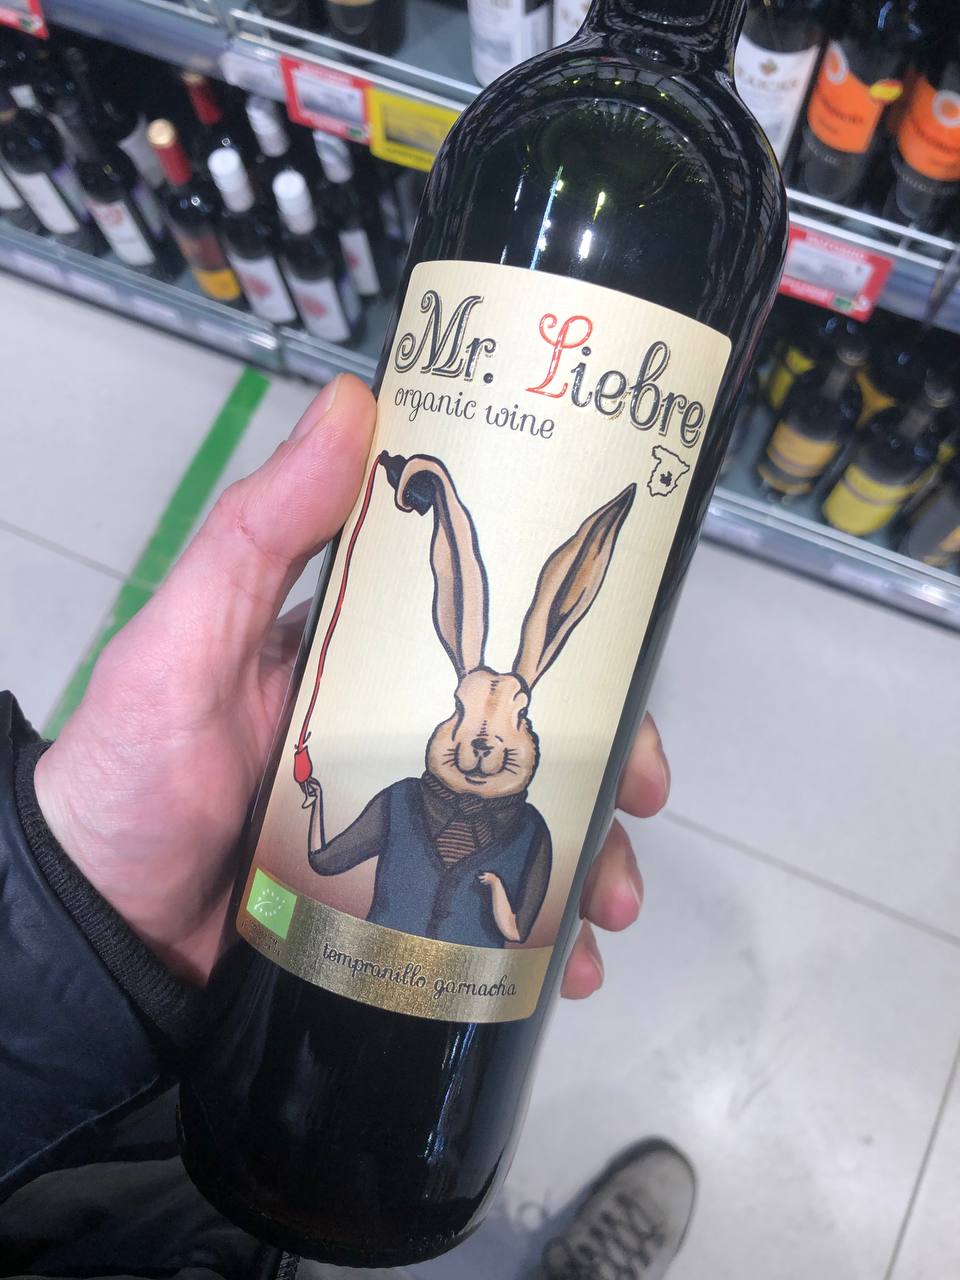 Mr. Liebre
organic wine
tempranillo garnacha